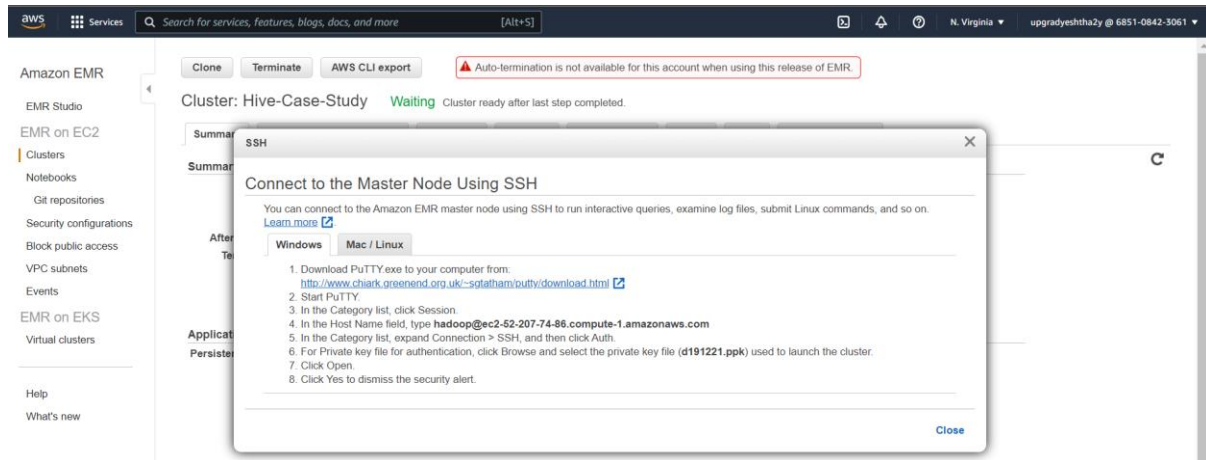 aws Services Search for services, features, blogs, docs, and more [Alt+S] N. Virginia ▼ upgradyeshtha2y @ 6851-0842-3061 ▼
Amazon EMR
EMR Studio
EMR on EC2
Clusters
Notebooks
Git repositories
Security configurations
Block public access
VPC subnets
Events
EMR on EKS
Virtual clusters
Help
What's new
Clone Terminate AWS CLI export Auto-termination is not available for this account when using this release of EMR.
Cluster: Hive-Case-Study Waiting Cluster ready after last step completed.
Summar
Summar
After
Te
Applicat
Persister
SSH
Connect to the Master Node Using SSH
You can connect to the Amazon EMR master node using SSH to run interactive queries, examine log files, submit Linux commands, and so on.
Learn more
Windows Mac / Linux
1. Download PuTTY.exe to your computer from:
http://www.chiark.greenend.org.uk/~sgtatham/putty/download.html
2. Start PuTTY.
3. In the Category list, click Session.
4. In the Host Name field, type hadoop@ec2-52-207-74-86.compute-1.amazonaws.com
5. In the Category list, expand Connection > SSH, and then click Auth.
6. For Private key file for authentication, click Browse and select the private key file (d191221.ppk) used to launch the cluster.
7. Click Open.
8. Click Yes to dismiss the security alert.
Close